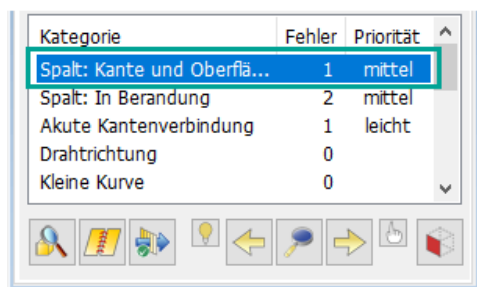 Kategorie Fehler Priorität
Spalt: Kante und Oberflä... 1 mittel
Spalt: In Berandung 2 mittel
Akute Kantenverbindung 1 leicht
Drahtrichtung 0
Kleine Kurve 0